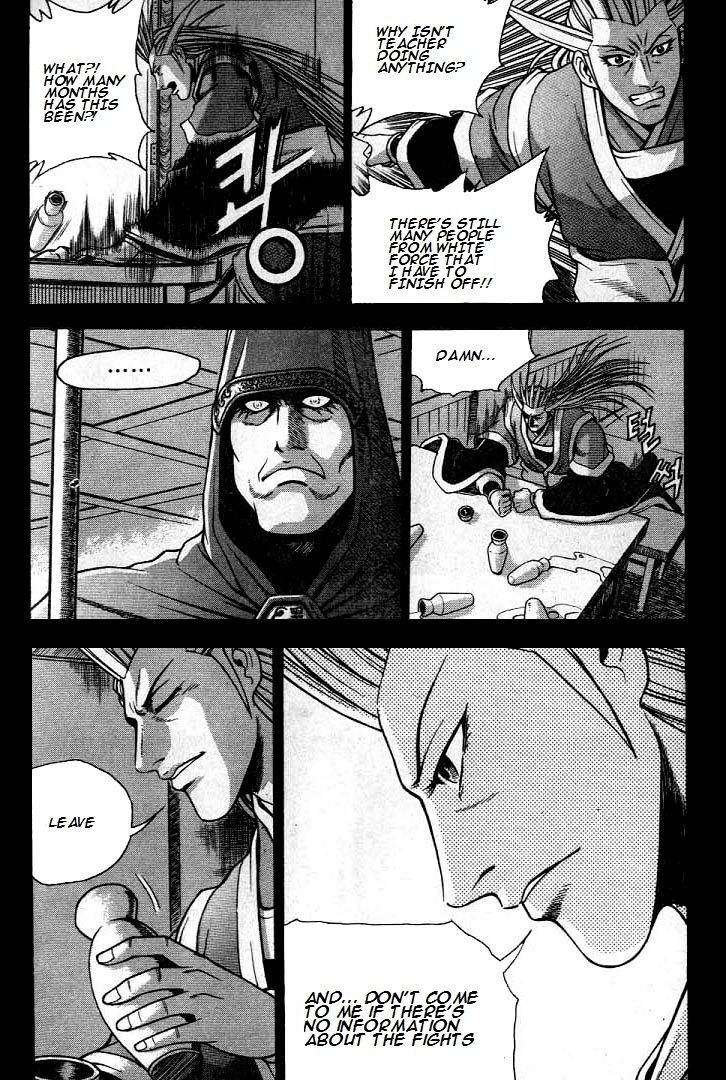 WHAT?!
HOW MANY
MONTHS
HAS THIS
BEEN?!
쾅
WHY ISN'T
TEACHER
DOING
ANYTHING?
THERE'S STILL
MANY PEOPLE
FROM WHITE
FORCE THAT
I HAVE TO
FINISH OFF!!
......
DAMN...
LEAVE
AND... DON'T COME
TO ME IF THERE'S
NO INFORMATION
ABOUT THE FIGHTS